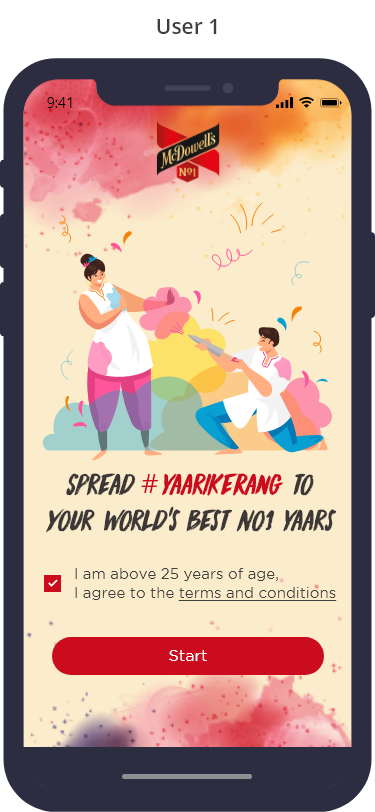 User 1
9:41
McDowell's
No1
SPREAD #YAARIKERANG TO
YOUR WORLD'S BEST NO1 YAARS
I am above 25 years of age,
I agree to the terms and conditions
Start